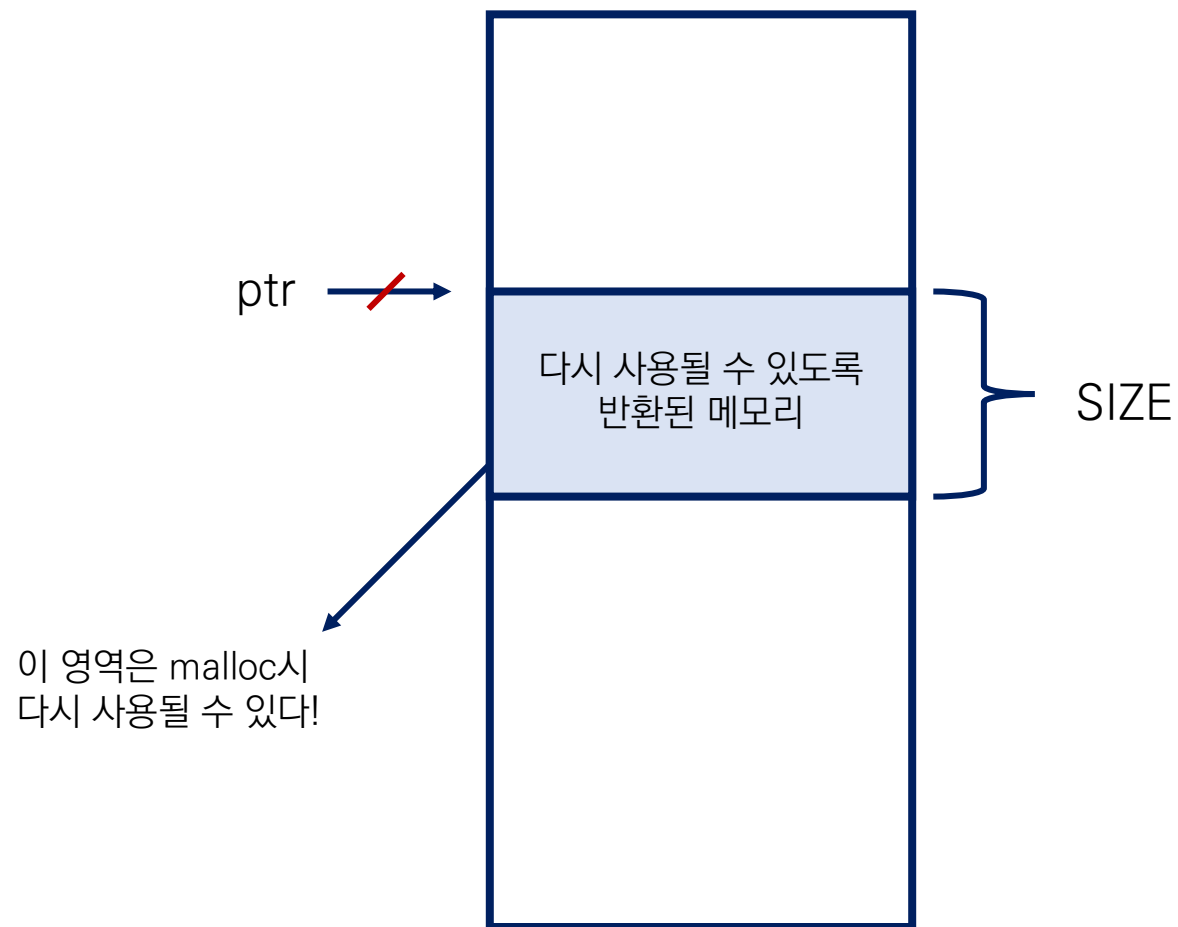 ptr
다시 사용될 수 있도록
반환된 메모리
SIZE
이 영역은 malloc시
다시 사용될 수 있다!